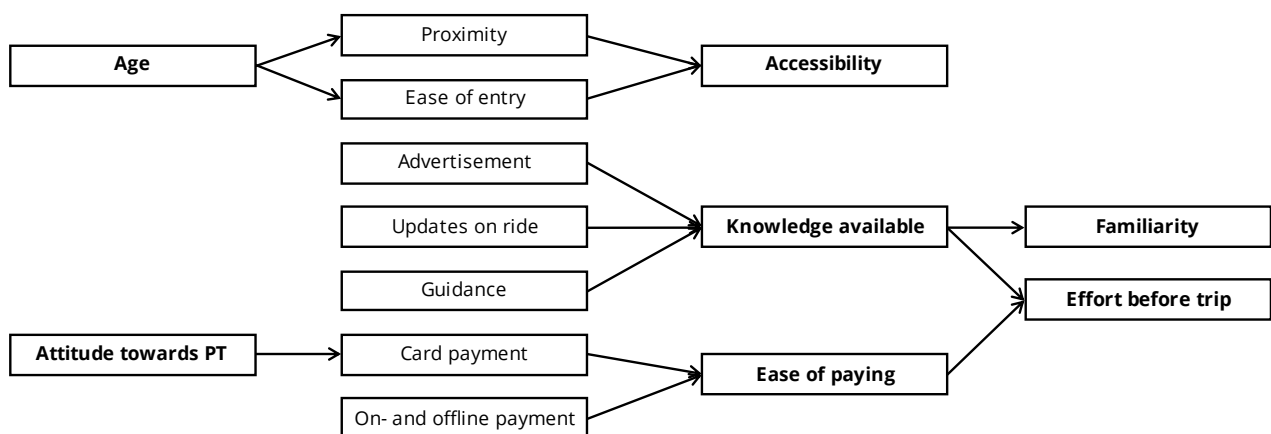 Proximity
Age
Accessibility
Ease of entry
Advertisement
Updates on ride
Knowledge available
Familiarity
Guidance
Effort before trip
Attitude towards PT
Card payment
Ease of paying
On- and offline payment